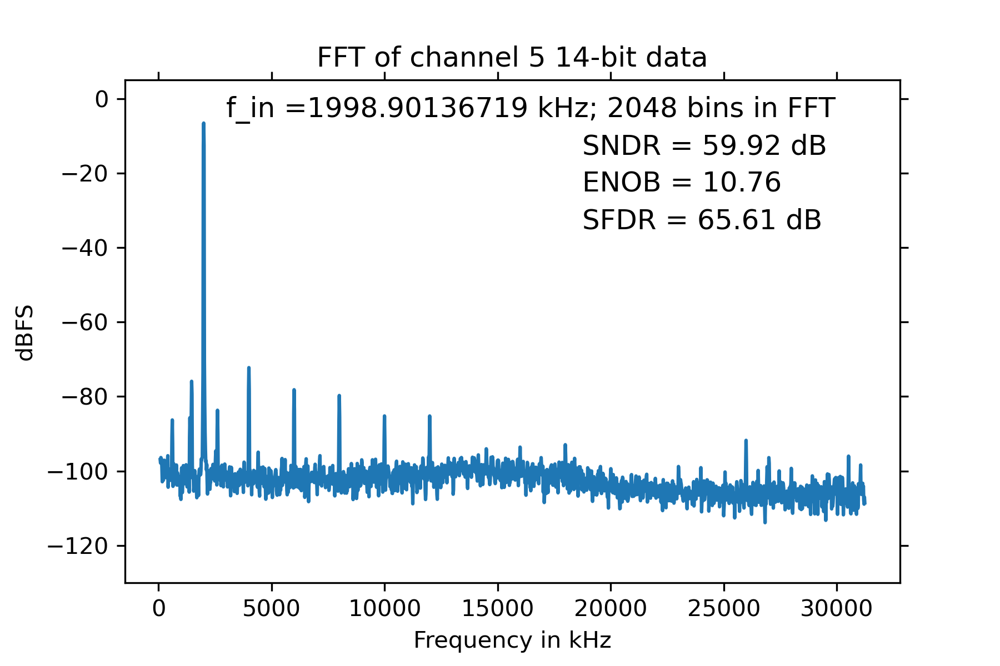 FFT of channel 5 14-bit data
f_in =1998.90136719 kHz; 2048 bins in FFT
SNDR = 59.92 dB
ENOB = 10.76
SFDR = 65.61 dB
dBFS
0
−20
−40
−60
−80
−100
−120
0 5000 10000 15000 20000 25000 30000
Frequency in kHz